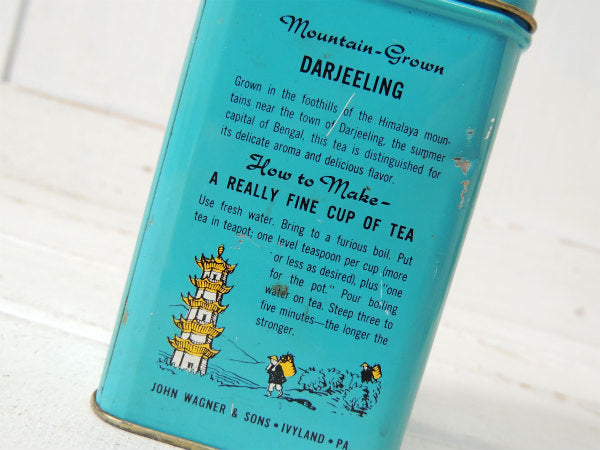 Mountain-Grown
DARJEELING
Grown in the foothills of the Himalaya moun-
tains near the town of Darjeeling, the summer
capital of Bengal, this tea is distinguished for
its delicate aroma and delicious flavor.
How to Make-
A REALLY FINE CUP OF TEA
Use fresh water. Bring to a furious boil. Put
tea in teapot; one level teaspoon per cup (more
or less as desired), plus "one
for the pot." Pour boiling
water on tea. Steep three to
five minutes—the longer the
stronger.
JOHN WAGNER & SONS • IVYLAND • PA